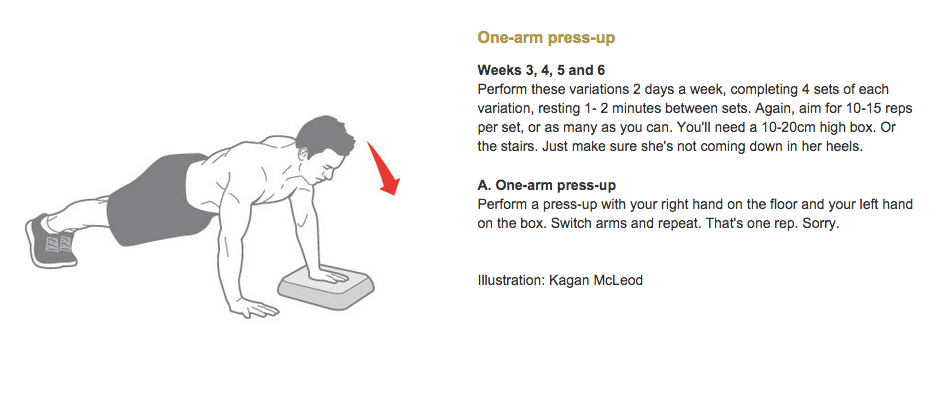 One-arm press-up
Weeks 3, 4, 5 and 6
Perform these variations 2 days a week, completing 4 sets of each
variation, resting 1- 2 minutes between sets. Again, aim for 10-15 reps
per set, or as many as you can. You'll need a 10-20cm high box. Or
the stairs. Just make sure she's not coming down in her heels.
A. One-arm press-up
Perform a press-up with your right hand on the floor and your left hand
on the box. Switch arms and repeat. That's one rep. Sorry.
Illustration: Kagan McLeod